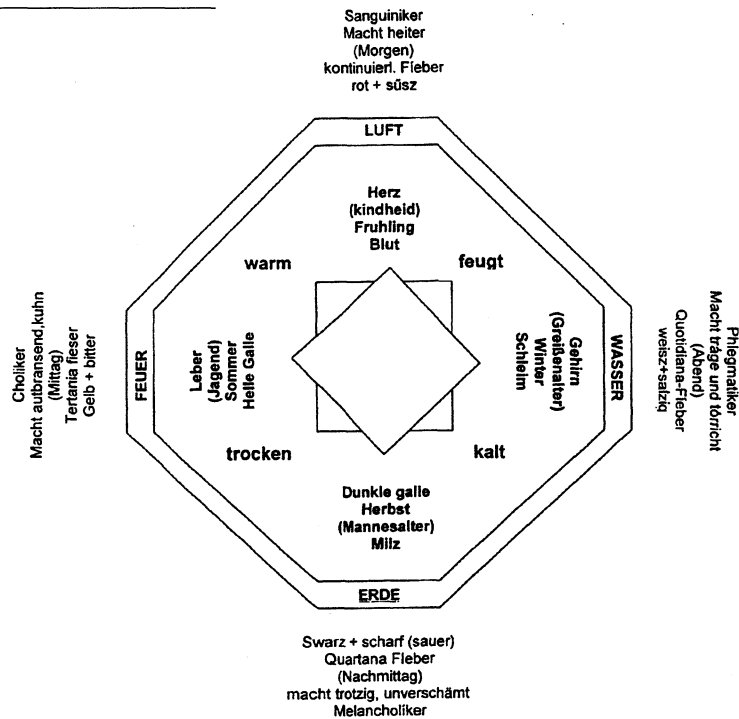 Sanguiniker
Macht heiter
(Morgen)
kontinuierl. Fieber
rot + süsz
LUFT
Herz
(kindheid)
Fruhling
Blut
warm
feugt
Choliker
Macht autbransend,kuhn
(Mittag)
Tertania fieser
Gelb + bitter
FEUER
Leber
(Jagend)
Sommer
Helle Galle
Gehirn
(Greißenalter)
Winter
Schleim
WASSER
Phlegmatiker
Macht träge und törricht
(Abend)
Quotidiana-Fieber
weisz+salzig
trocken
kalt
Dunkle galle
Herbst
(Mannesalter)
Milz
ERDE
Swarz + scharf (sauer)
Quartana Fieber
(Nachmittag)
macht trotzig, unverschämt
Melancholiker